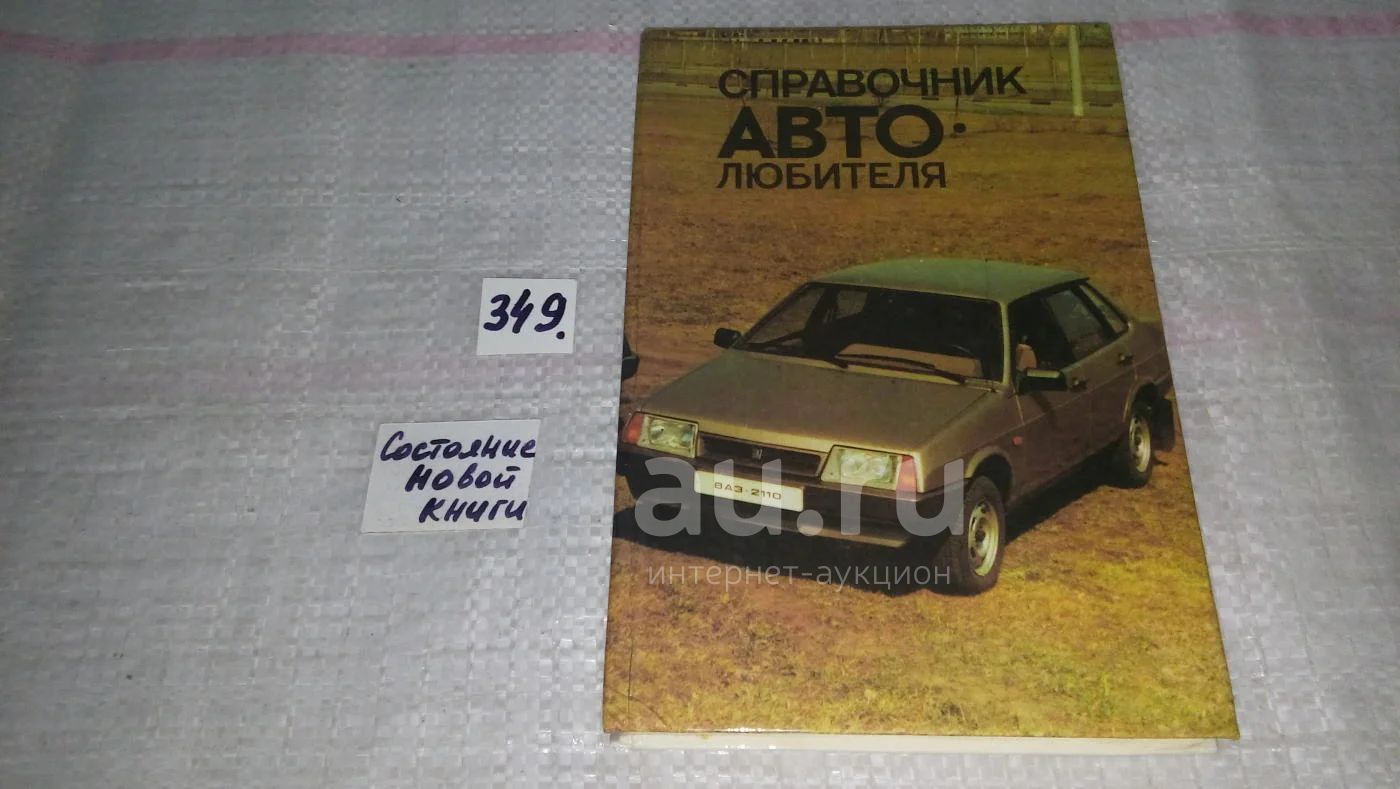 СПРАВОЧНИК
АВТО·
ЛЮБИТЕЛЯ
349.
Состояние
новой
книги
ВАЗ-2110
au.ru
интернет-аукцион